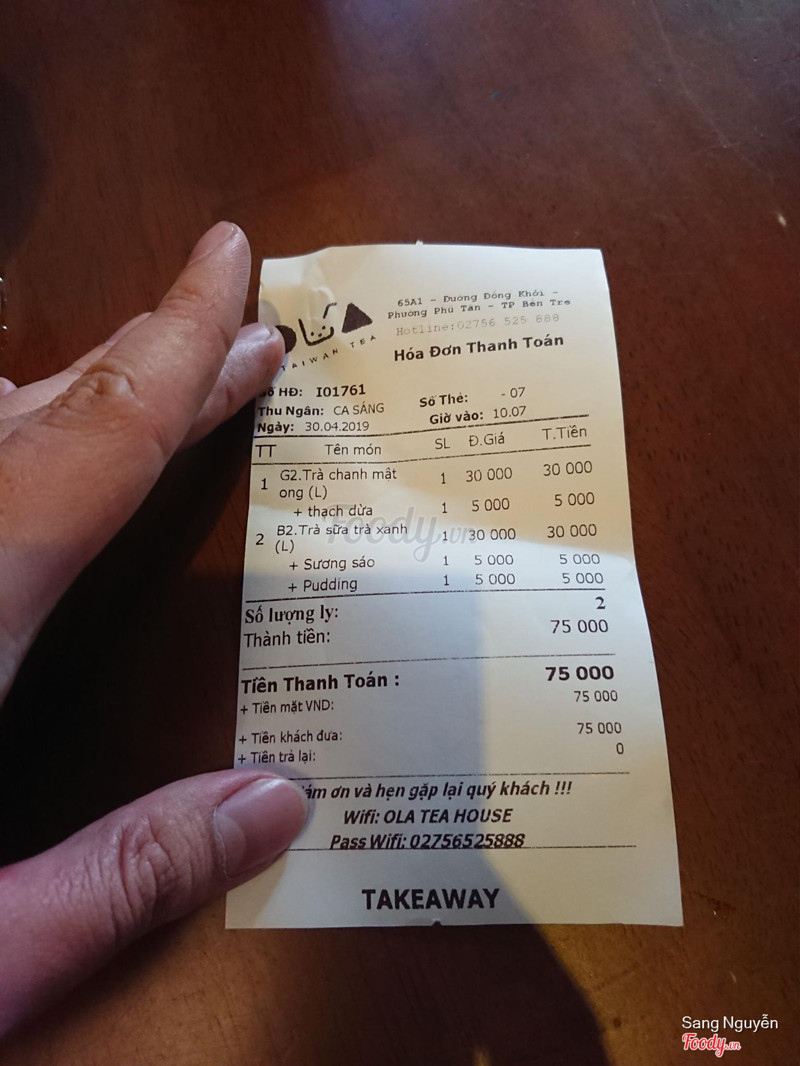 OLA
TAIWAN TEA
65A1 - Đường Đồng Khởi -
Phường Phú Tân - TP Bến Tre
Hotline:02756 525 888
Hóa Đơn Thanh Toán
Số HĐ: I01761
Số Thẻ: - 07
Thu Ngân: CA SÁNG
Giờ vào: 10.07
Ngày: 30.04.2019
TT Tên món SL Đ.Giá T.Tiền
1 G2.Trà chanh mật ong (L) 1 30 000 30 000
+ thạch dừa 1 5 000 5 000
2 B2.Trà sữa trà xanh (L) 1 30 000 30 000
+ Sương sáo 1 5 000 5 000
+ Pudding 1 5 000 5 000
Số lượng ly: 2
Thành tiền: 75 000
Tiền Thanh Toán : 75 000
+ Tiền mặt VND: 75 000
+ Tiền khách đưa: 75 000
+ Tiền trả lại: 0
ơn và hẹn gặp lại quý khách !!!
Wifi: OLA TEA HOUSE
Pass Wifi: 02756525888
TAKEAWAY
Foody.vn
Sang Nguyễn
Foody.vn